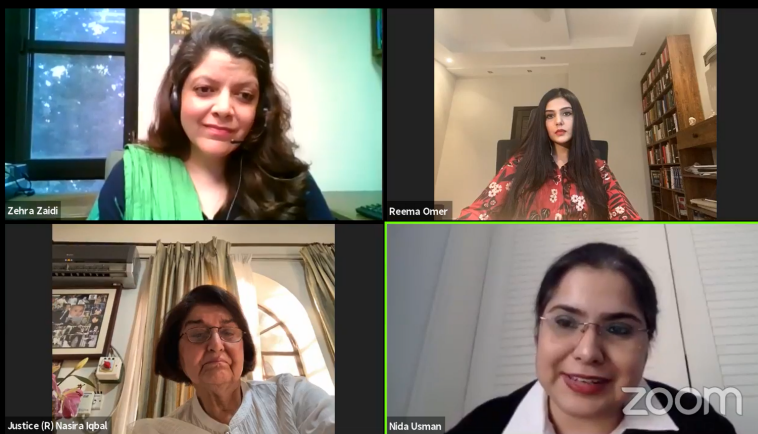 Zehra Zaidi
Reema Omer
Justice (R) Nasira Iqbal
Nida Usman
zoom